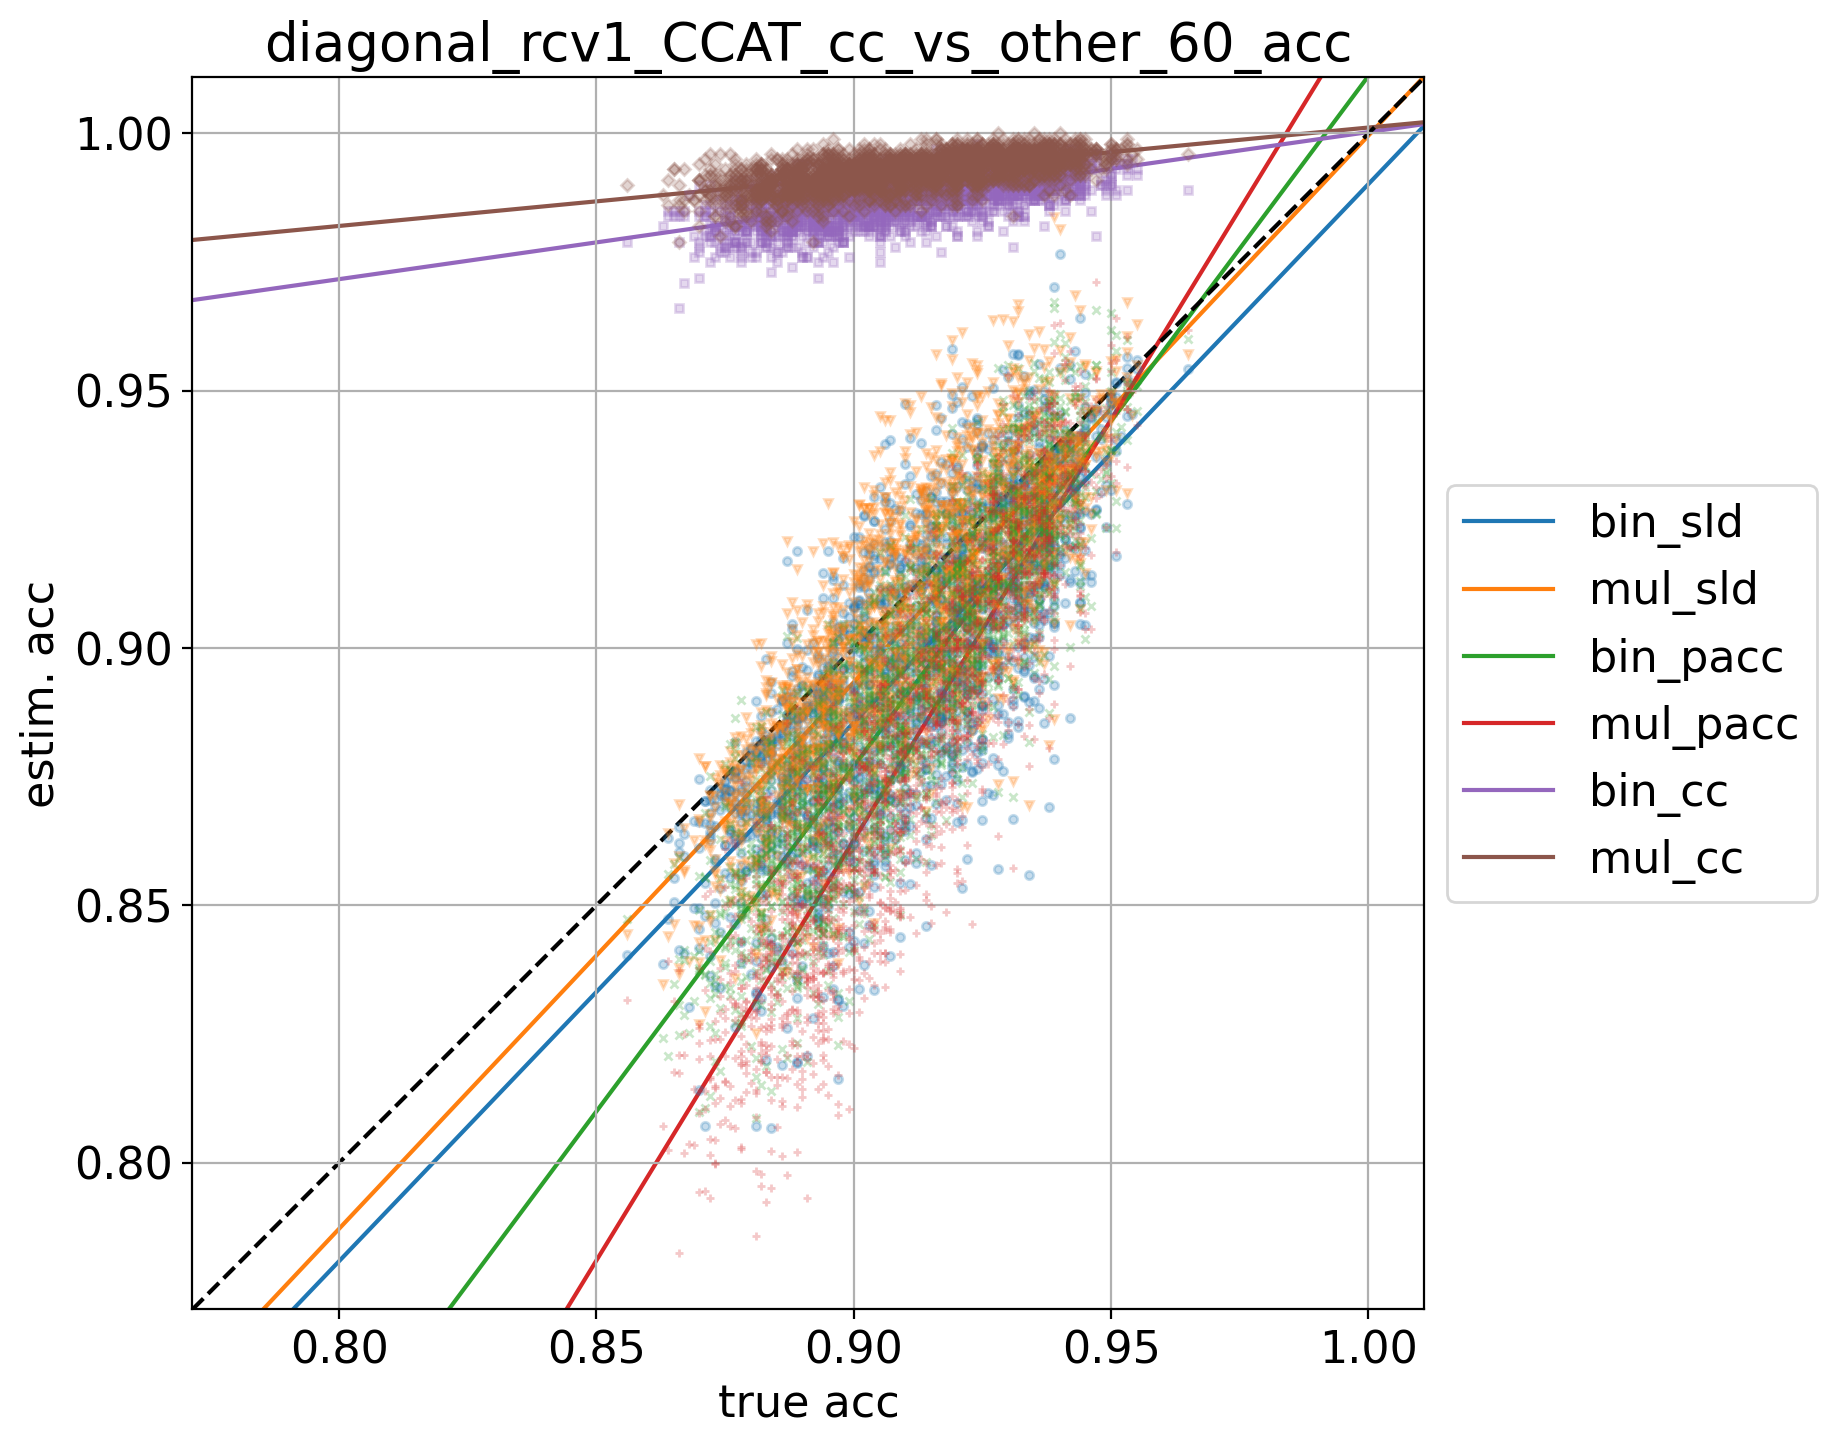 diagonal_rcv1_CCAT_cc_vs_other_60_acc
1.00
0.95
0.90
0.85
0.80
estim. acc
0.80 0.85 0.90 0.95 1.00
true acc
bin_sld
mul_sld
bin_pacc
mul_pacc
bin_cc
mul_cc